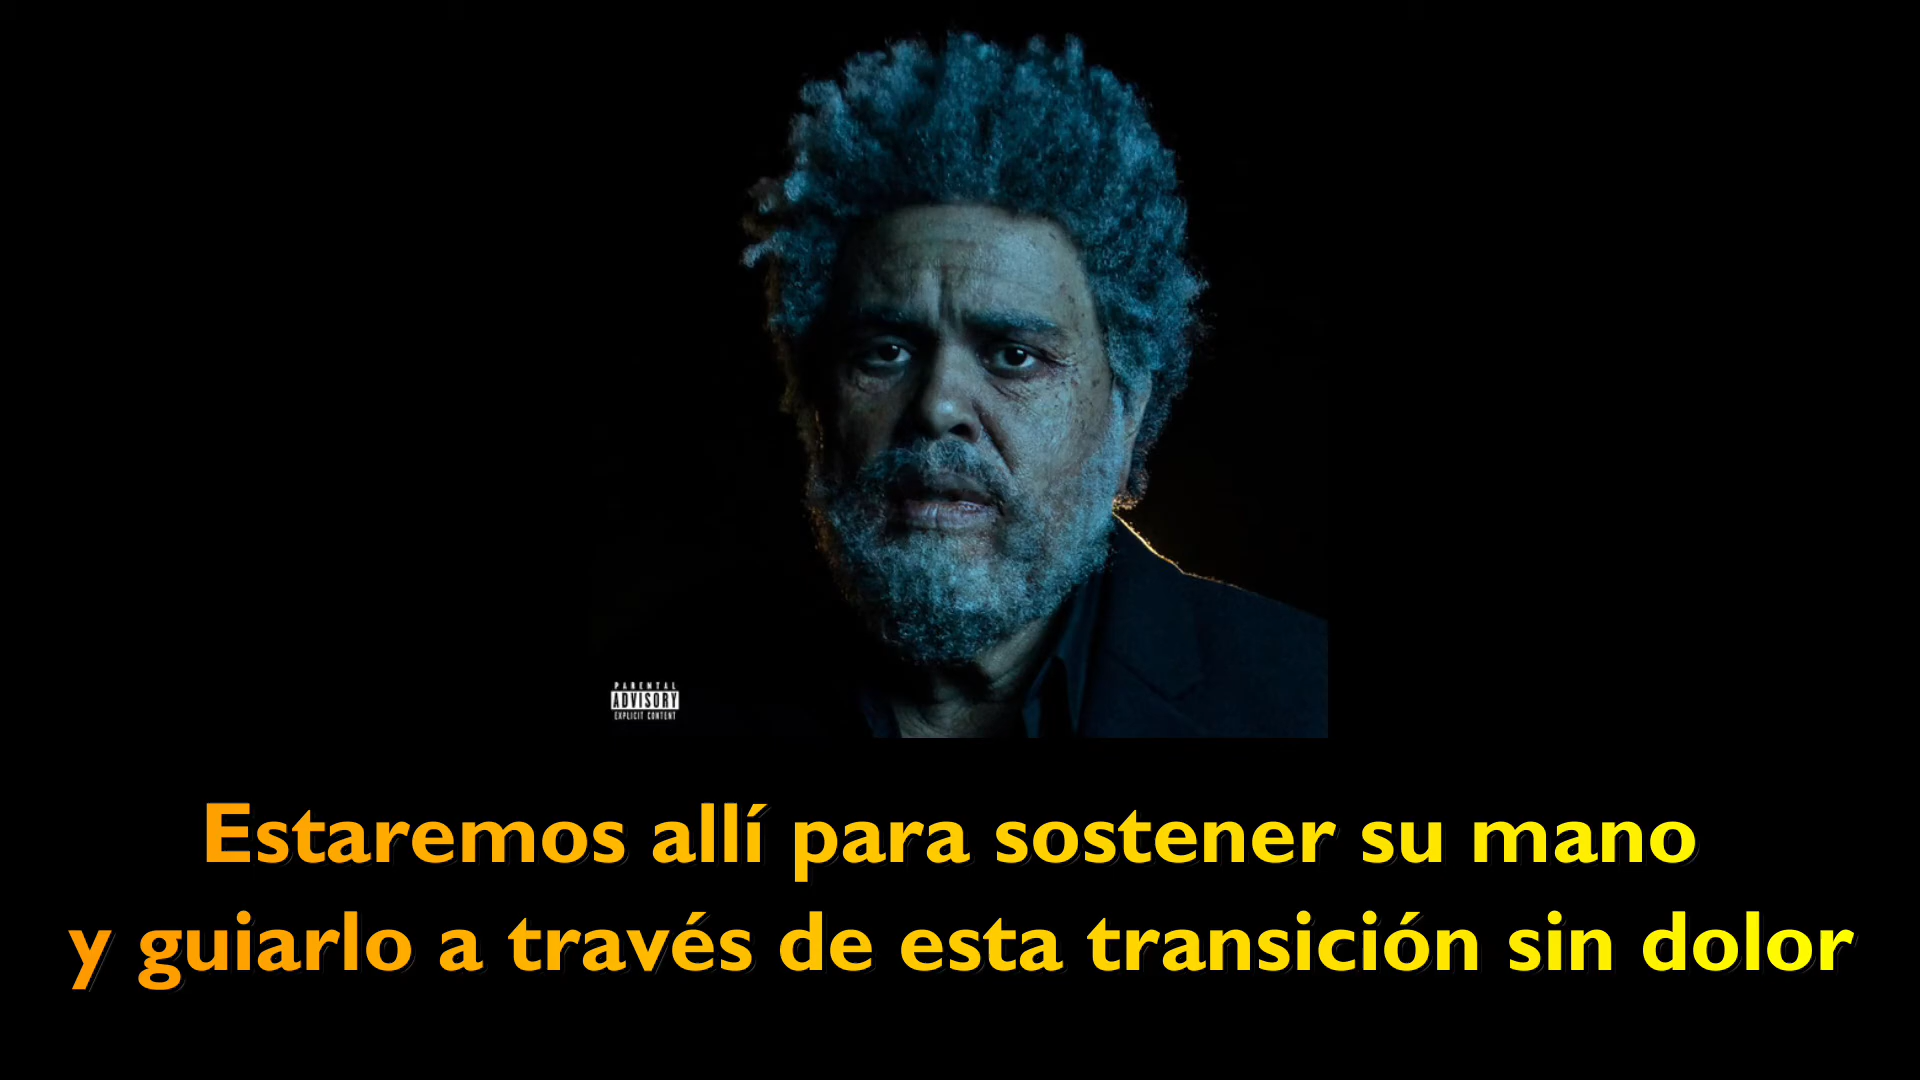 PARENTAL
ADVISORY
EXPLICIT CONTENT
Estaremos allí para sostener su mano
y guiarlo a través de esta transición sin dolor